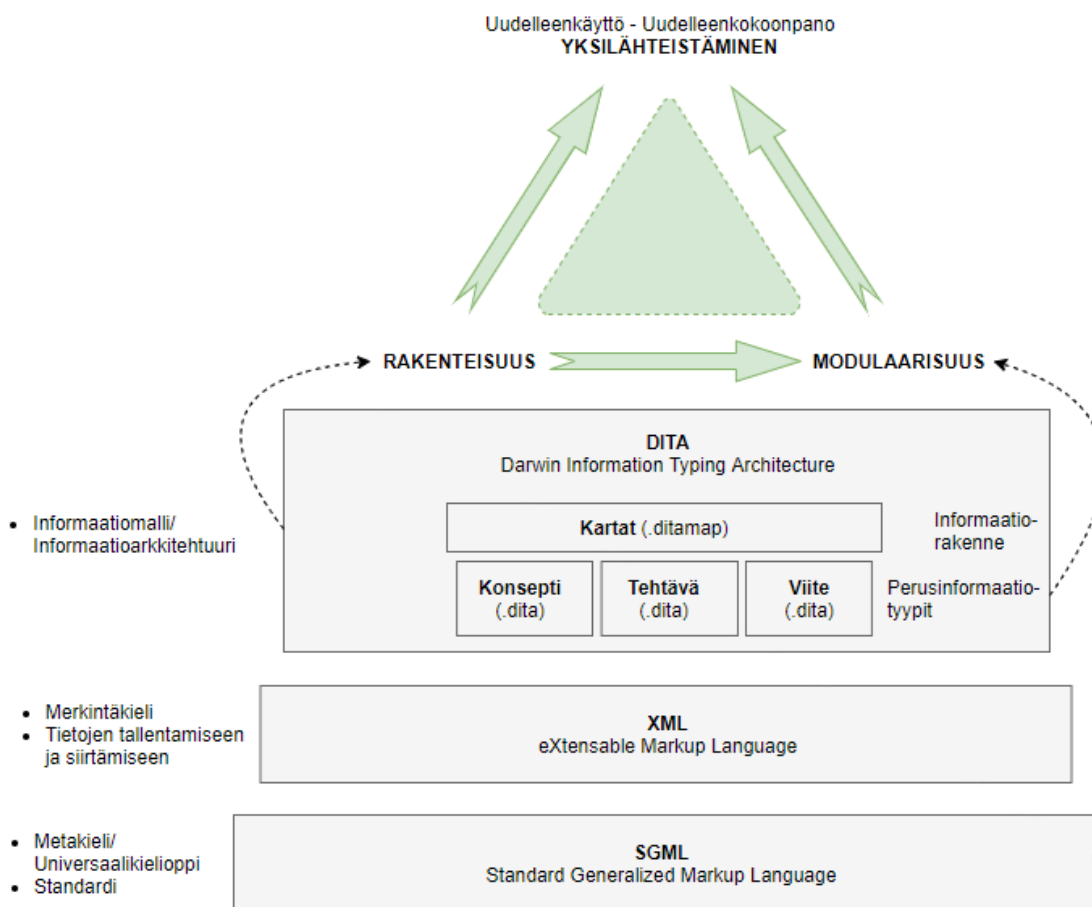 Uudelleenkäyttö - Uudelleenkokoonpano
YKSILÄHTEISTÄMINEN
RAKENTEISUUS
MODULAARISUUS
DITA
Darwin Information Typing Architecture
• Informaatiomalli/
Informaatioarkkitehtuuri
Kartat (.ditamap)
Informaatio-
rakenne
Konsepti
(.dita)
Tehtävä
(.dita)
Viite
(.dita)
Perusinformaatio-
tyypit
• Merkintäkieli
• Tietojen tallentamiseen
ja siirtämiseen
XML
eXtensable Markup Language
• Metakieli/
Universaalikielioppi
• Standardi
SGML
Standard Generalized Markup Language